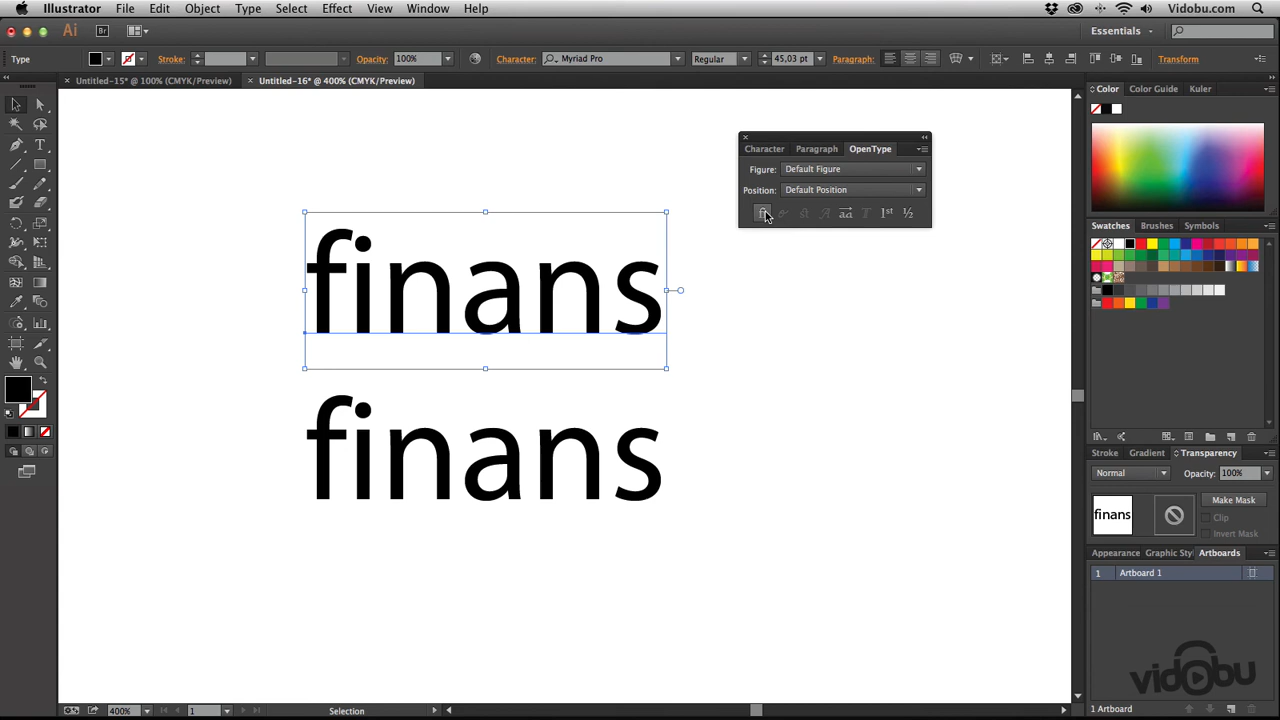 Illustrator File Edit Object Type Select Effect View Window Help Vidobu.com
Ai Br Essentials
Type Stroke: Opacity: 100% Character: Myriad Pro Regular 45,03 pt Paragraph: Transform
Untitled-15* @ 100% (CMYK/Preview) Untitled-16* @ 400% (CMYK/Preview)
Color Color Guide Kuler
Character Paragraph OpenType
Figure: Default Figure
Position: Default Position
1st ½
finans
finans
Swatches Brushes Symbols
Stroke Gradient Transparency
Normal Opacity: 100%
Make Mask
finans
Clip
Invert Mask
Appearance Graphic Sty Artboards
1 Artboard 1
vidobu
400% 1 Selection 1 Artboard